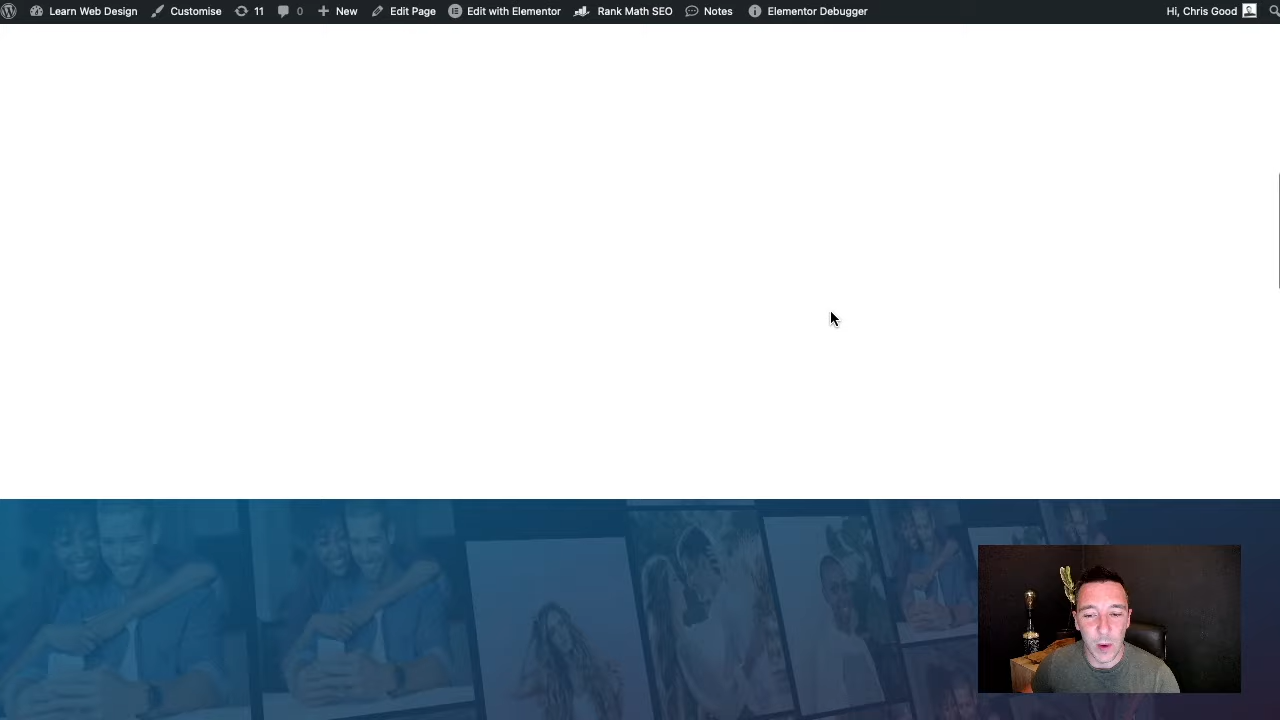 Learn Web Design Customise 11 0 New Edit Page Edit with Elementor Rank Math SEO Notes Elementor Debugger Hi, Chris Good